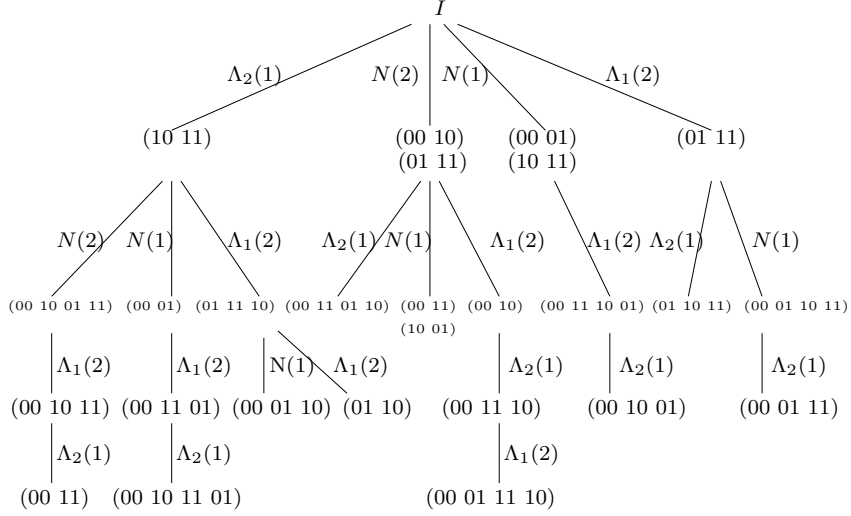 I
Λ₂(1) N(2) N(1) Λ₁(2)
(10 11) (00 10) (00 01) (01 11)
(01 11) (10 11)
N(2) N(1) Λ₁(2) Λ₂(1) N(1) Λ₁(2) Λ₁(2) Λ₂(1) N(1)
(00 10 01 11) (00 01) (01 11 10) (00 11 01 10) (00 11) (00 10) (00 11 10 01) (01 10 11) (00 01 10 11)
(10 01)
Λ₁(2) Λ₁(2) N(1) Λ₁(2) Λ₂(1) Λ₂(1) Λ₂(1)
(00 10 11) (00 11 01) (00 01 10) (01 10) (00 11 10) (00 10 01) (00 01 11)
Λ₂(1) Λ₂(1) Λ₁(2)
(00 11) (00 10 11 01) (00 01 11 10)